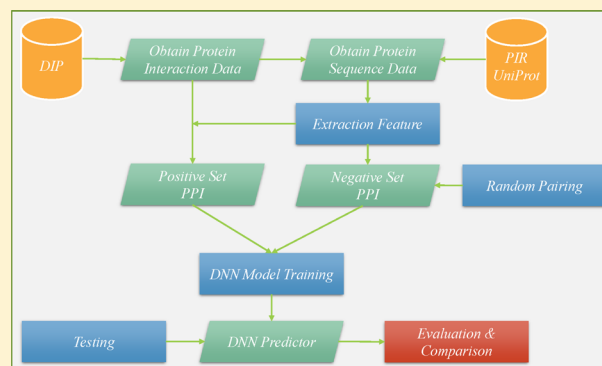 DIP
Obtain Protein
Interaction Data
Obtain Protein
Sequence Data
PIR
UniProt
Extraction Feature
Positive Set
PPI
Negative Set
PPI
Random Pairing
DNN Model Training
Testing
DNN Predictor
Evaluation &
Comparison